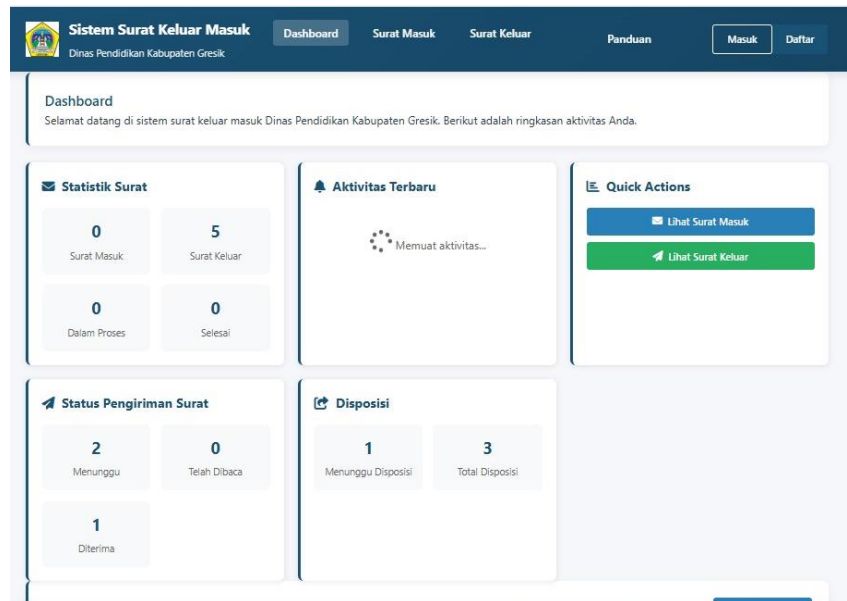 Sistem Surat Keluar Masuk
Dinas Pendidikan Kabupaten Gresik
Dashboard
Surat Masuk
Surat Keluar
Panduan
Masuk
Daftar
Dashboard
Selamat datang di sistem surat keluar masuk Dinas Pendidikan Kabupaten Gresik. Berikut adalah ringkasan aktivitas Anda.
Statistik Surat
0
Surat Masuk
5
Surat Keluar
0
Dalam Proses
0
Selesai
Aktivitas Terbaru
Memuat aktivitas...
Quick Actions
Lihat Surat Masuk
Lihat Surat Keluar
Status Pengiriman Surat
2
Menunggu
0
Telah Dibaca
1
Diterima
Disposisi
1
Menunggu Disposisi
3
Total Disposisi